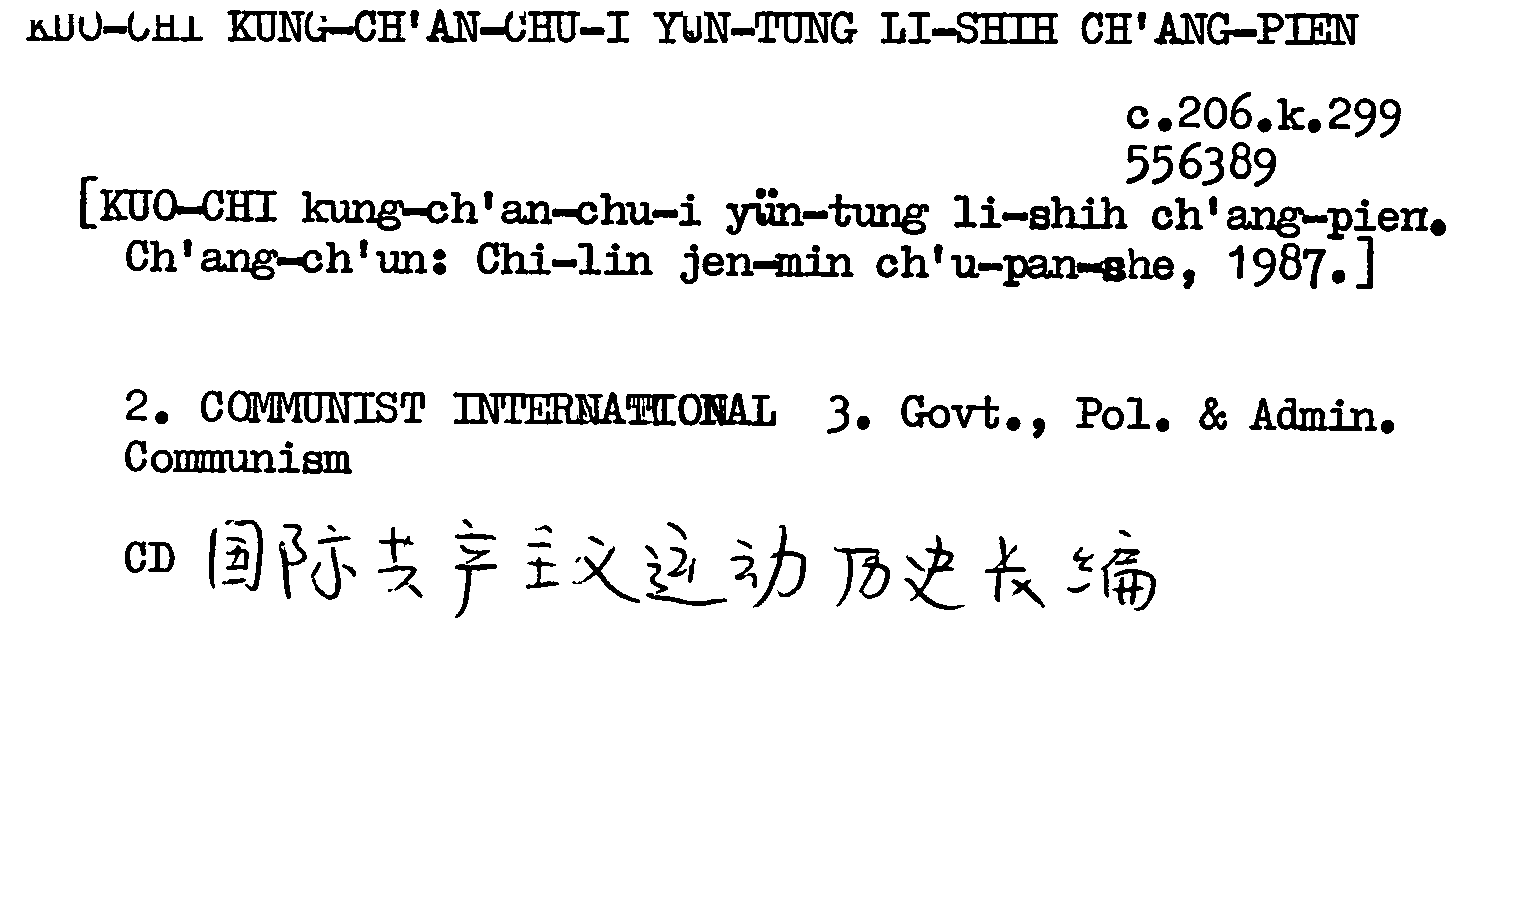 KUO-CHI KUNG-CH'AN-CHU-I YUN-TUNG LI-SHIH CH'ANG-PIEN
c.206.k.299
556389
[KUO-CHI kung-ch'an-chu-i yün-tung li-shih ch'ang-pien.
Ch'ang-ch'un: Chi-lin jen-min ch'u-pan-she, 1987.]
2. COMMUNIST INTERNATIONAL 3. Govt., Pol. & Admin.
Communism
CD 国际共产主义运动历史长编